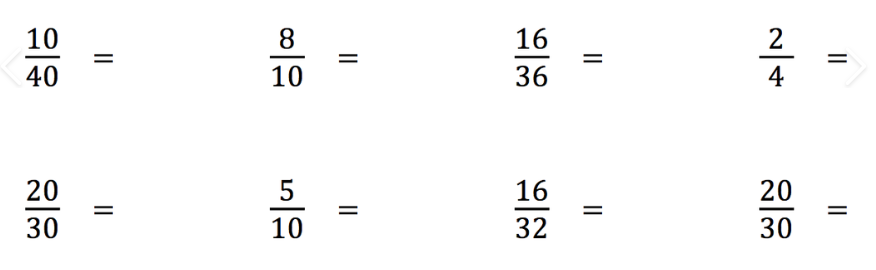 10/40 = 8/10 = 16/36 = 2/4 =
20/30 = 5/10 = 16/32 = 20/30 =